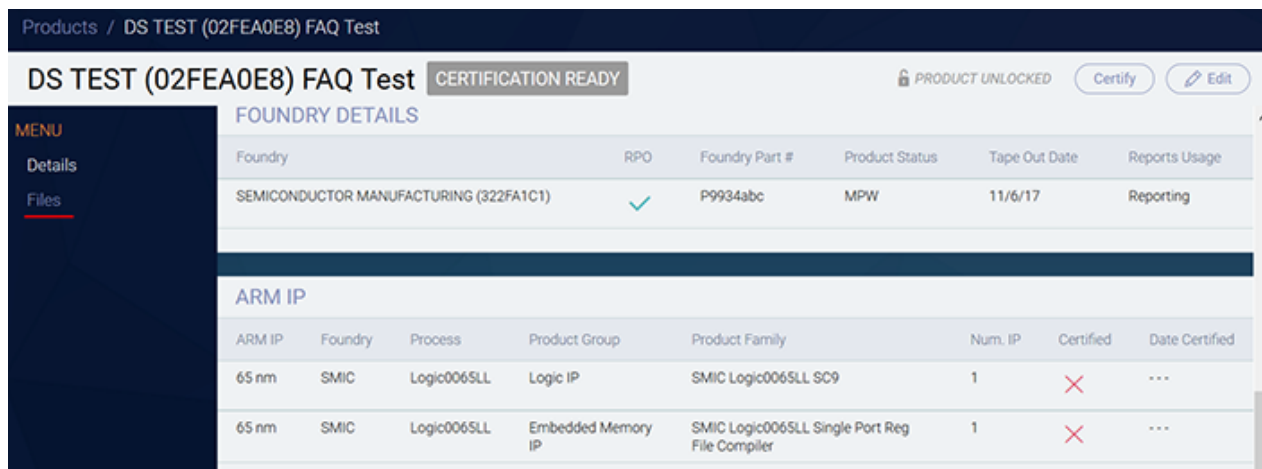 Products / DS TEST (02FEA0E8) FAQ Test
DS TEST (02FEA0E8) FAQ Test CERTIFICATION READY PRODUCT UNLOCKED Certify Edit
MENU
Details
Files
FOUNDRY DETAILS
Foundry RPO Foundry Part # Product Status Tape Out Date Reports Usage
SEMICONDUCTOR MANUFACTURING (322FA1C1) P9934abc MPW 11/6/17 Reporting
ARM IP
ARM IP Foundry Process Product Group Product Family Num. IP Certified Date Certified
65 nm SMIC Logic0065LL Logic IP SMIC Logic0065LL SC9 1 ---
65 nm SMIC Logic0065LL Embedded Memory SMIC Logic0065LL Single Port Reg 1 ---
IP File Compiler